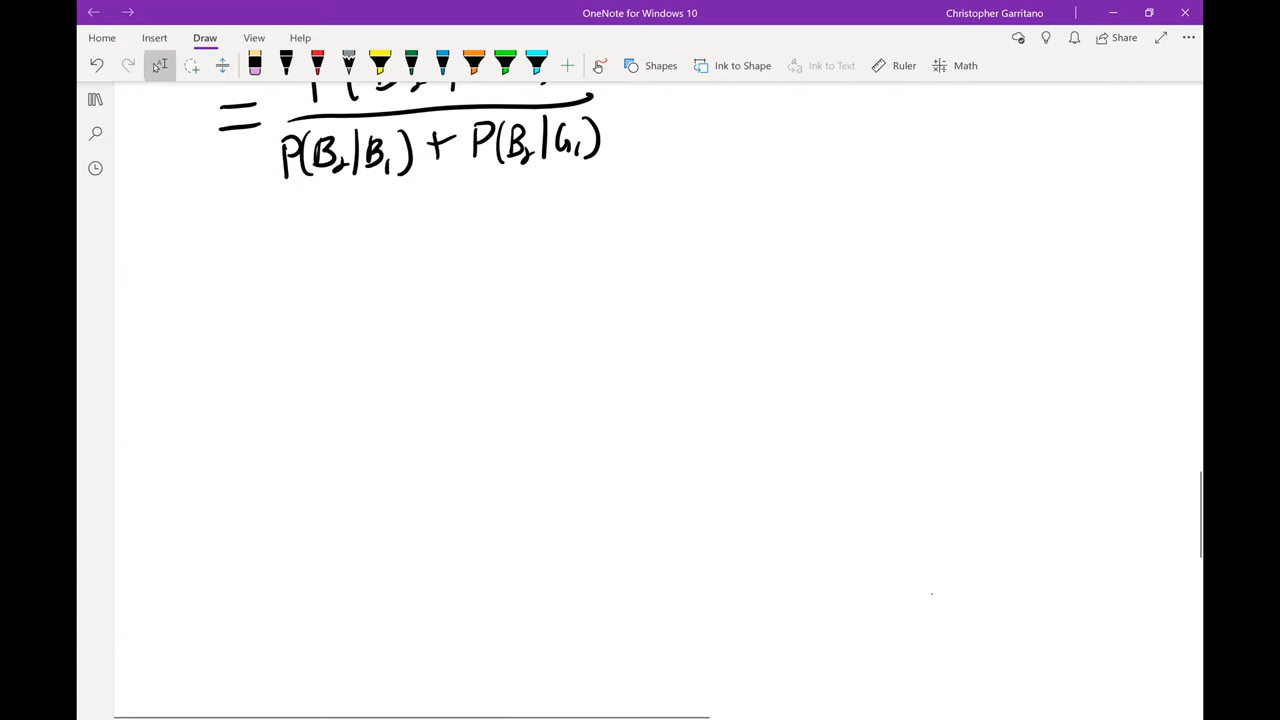 OneNote for Windows 10
Christopher Garritano
Home Insert Draw View Help
Share
Shapes Ink to Shape Ink to Text Ruler Math
=
P(B₂|B₁) + P(B₂|G₁)